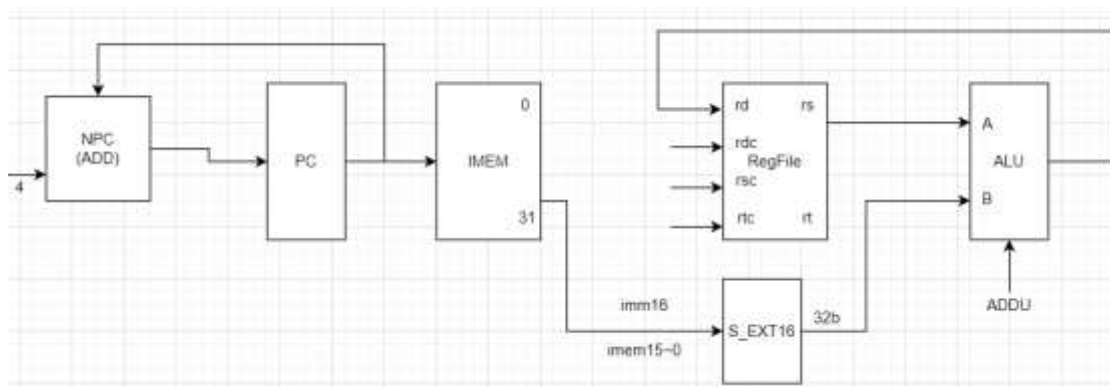 NPC
(ADD)
4
PC
0
IMEM
31
rd
rs
rdc
RegFile
rsc
rtc
rt
A
ALU
B
ADDU
imm16
imem15~0
S_EXT16
32b